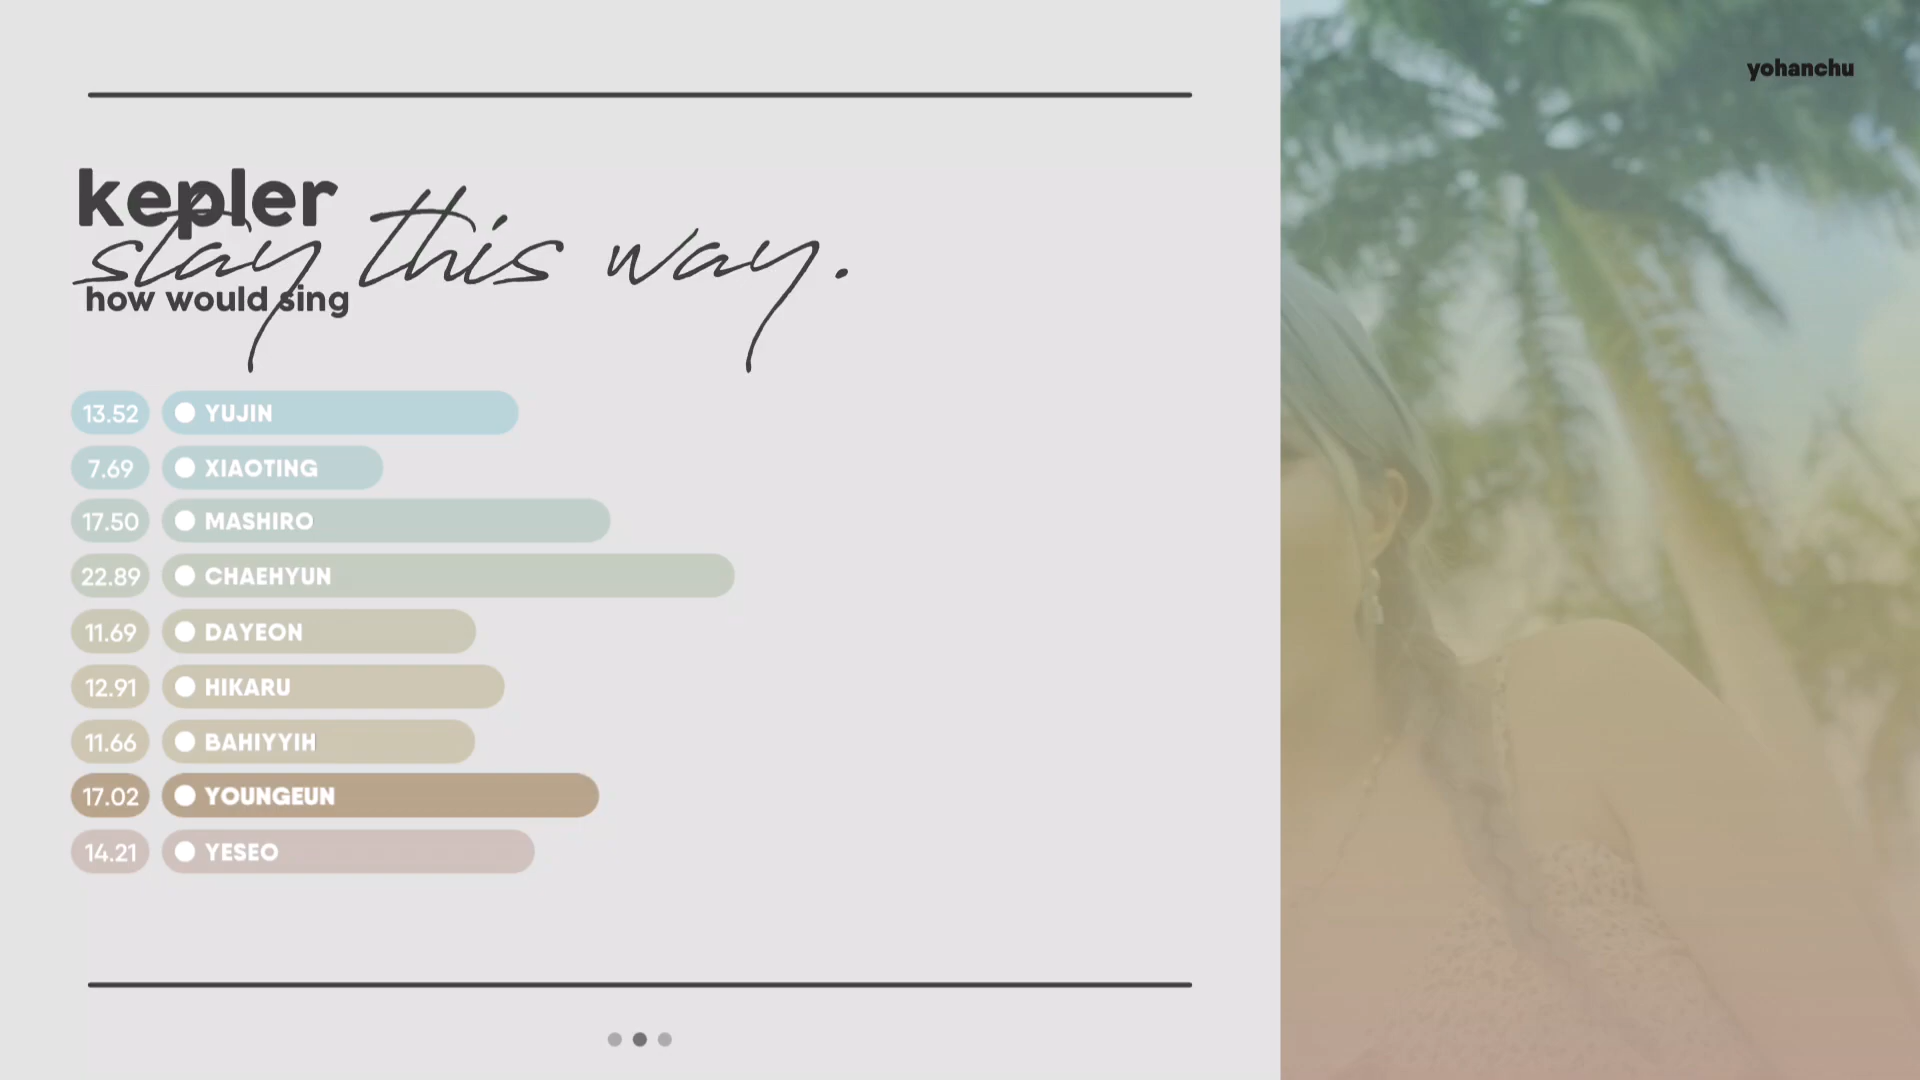 yohanchu
kepler
stay this way.
how would sing
13.52 YUJIN
7.69 XIAOTING
17.50 MASHIRO
22.89 CHAEHYUN
11.69 DAYEON
12.91 HIKARU
11.66 BAHIYYIH
17.02 YOUNGEUN
14.21 YESEO